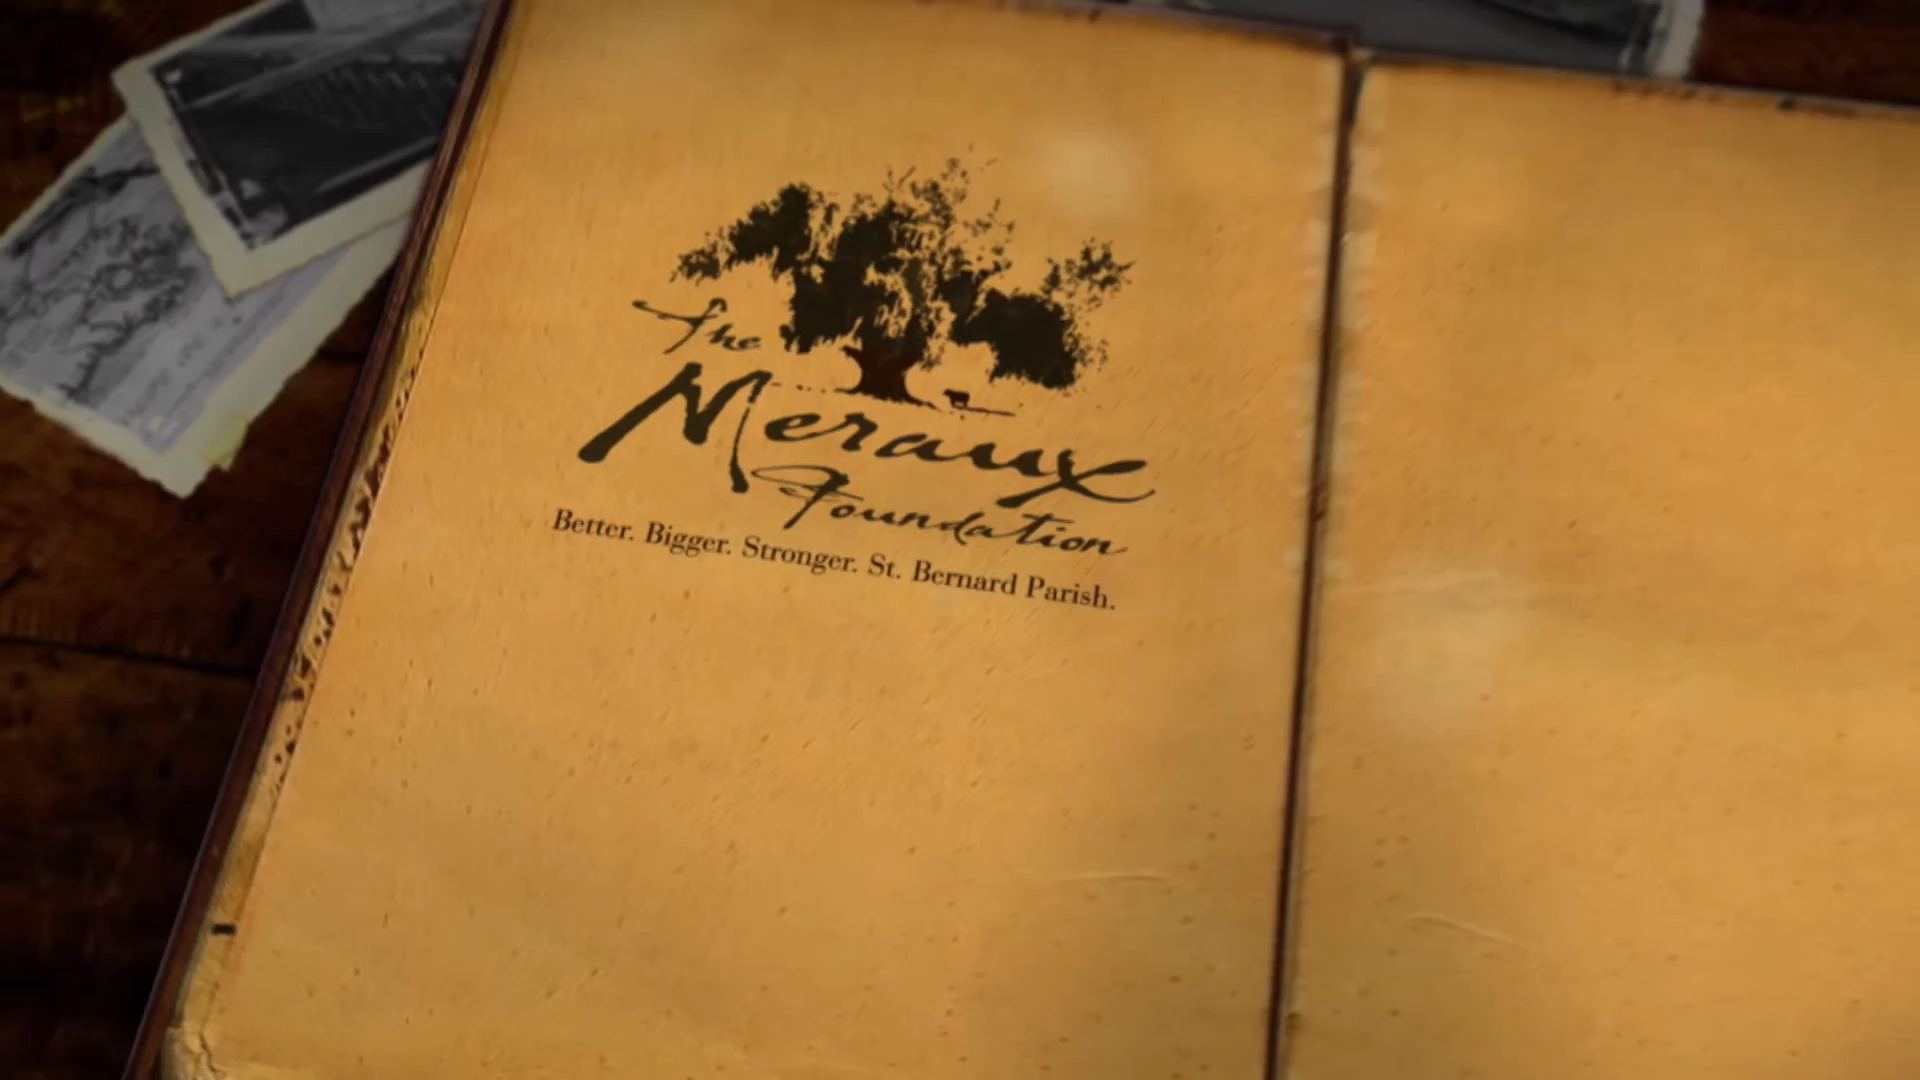 The
Meraux
Foundation
Better. Bigger. Stronger. St. Bernard Parish.